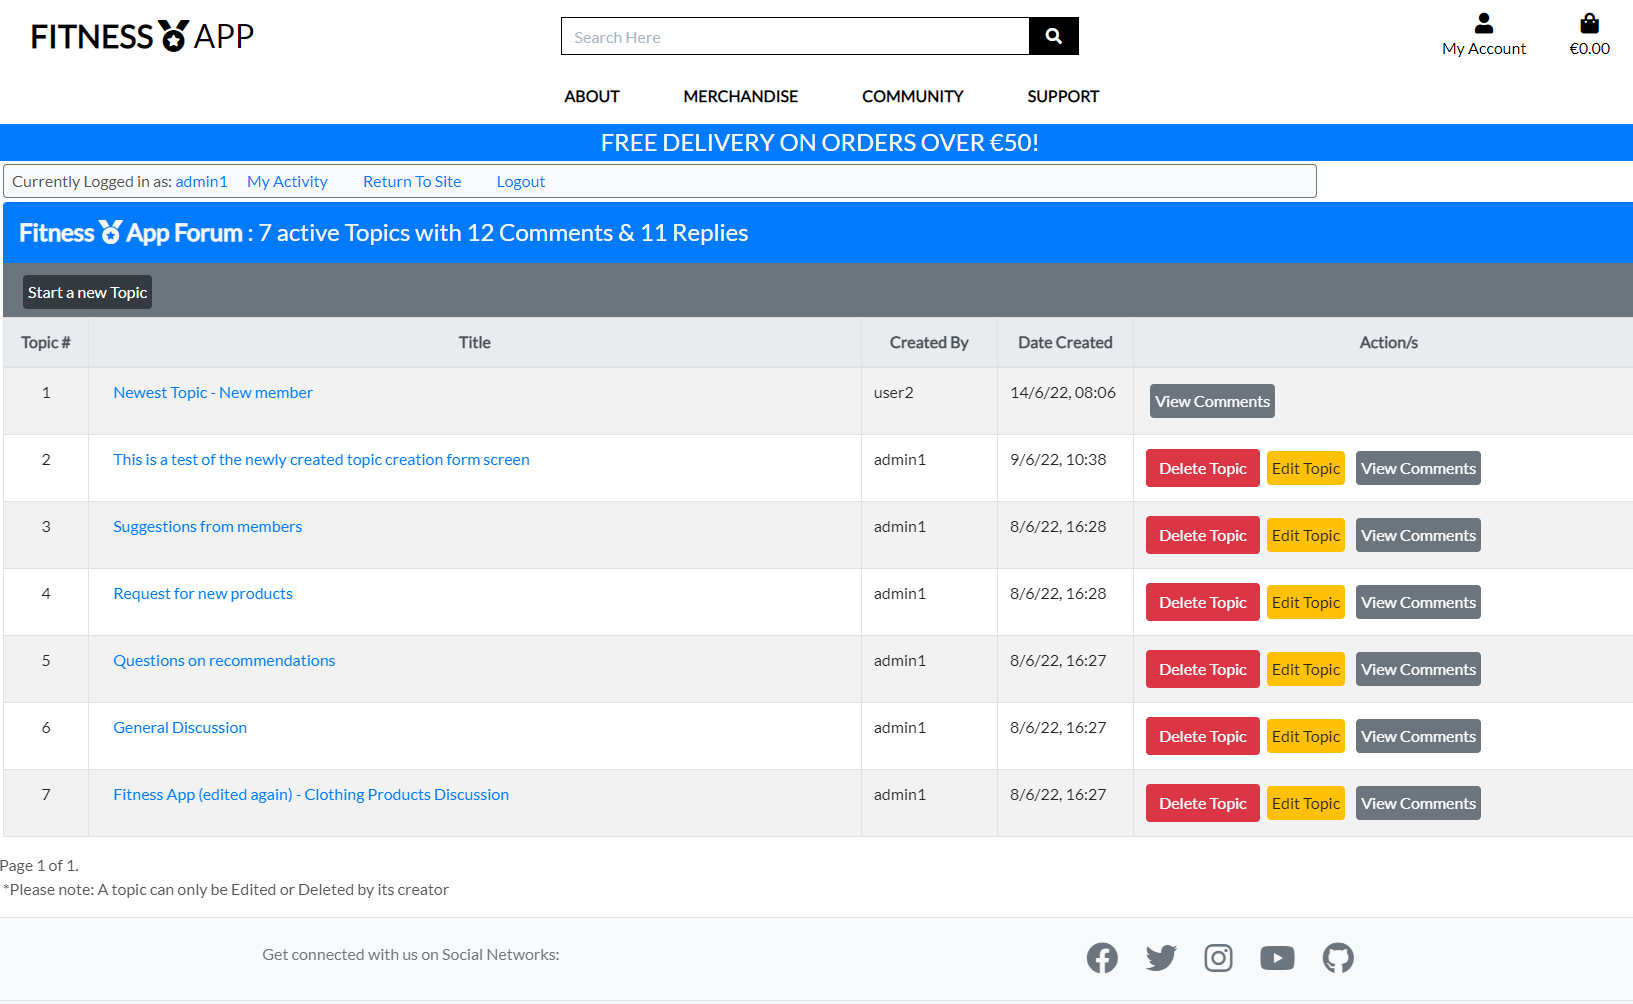 FITNESS APP
Search Here
My Account
€0.00
ABOUT MERCHANDISE COMMUNITY SUPPORT
FREE DELIVERY ON ORDERS OVER €50!
Currently Logged in as: admin1 My Activity Return To Site Logout
Fitness App Forum : 7 active Topics with 12 Comments & 11 Replies
Start a new Topic
Topic # Title Created By Date Created Action/s
1 Newest Topic - New member user2 14/6/22, 08:06 View Comments
2 This is a test of the newly created topic creation form screen admin1 9/6/22, 10:38 Delete Topic Edit Topic View Comments
3 Suggestions from members admin1 8/6/22, 16:28 Delete Topic Edit Topic View Comments
4 Request for new products admin1 8/6/22, 16:28 Delete Topic Edit Topic View Comments
5 Questions on recommendations admin1 8/6/22, 16:27 Delete Topic Edit Topic View Comments
6 General Discussion admin1 8/6/22, 16:27 Delete Topic Edit Topic View Comments
7 Fitness App (edited again) - Clothing Products Discussion admin1 8/6/22, 16:27 Delete Topic Edit Topic View Comments
Page 1 of 1.
*Please note: A topic can only be Edited or Deleted by its creator
Get connected with us on Social Networks: